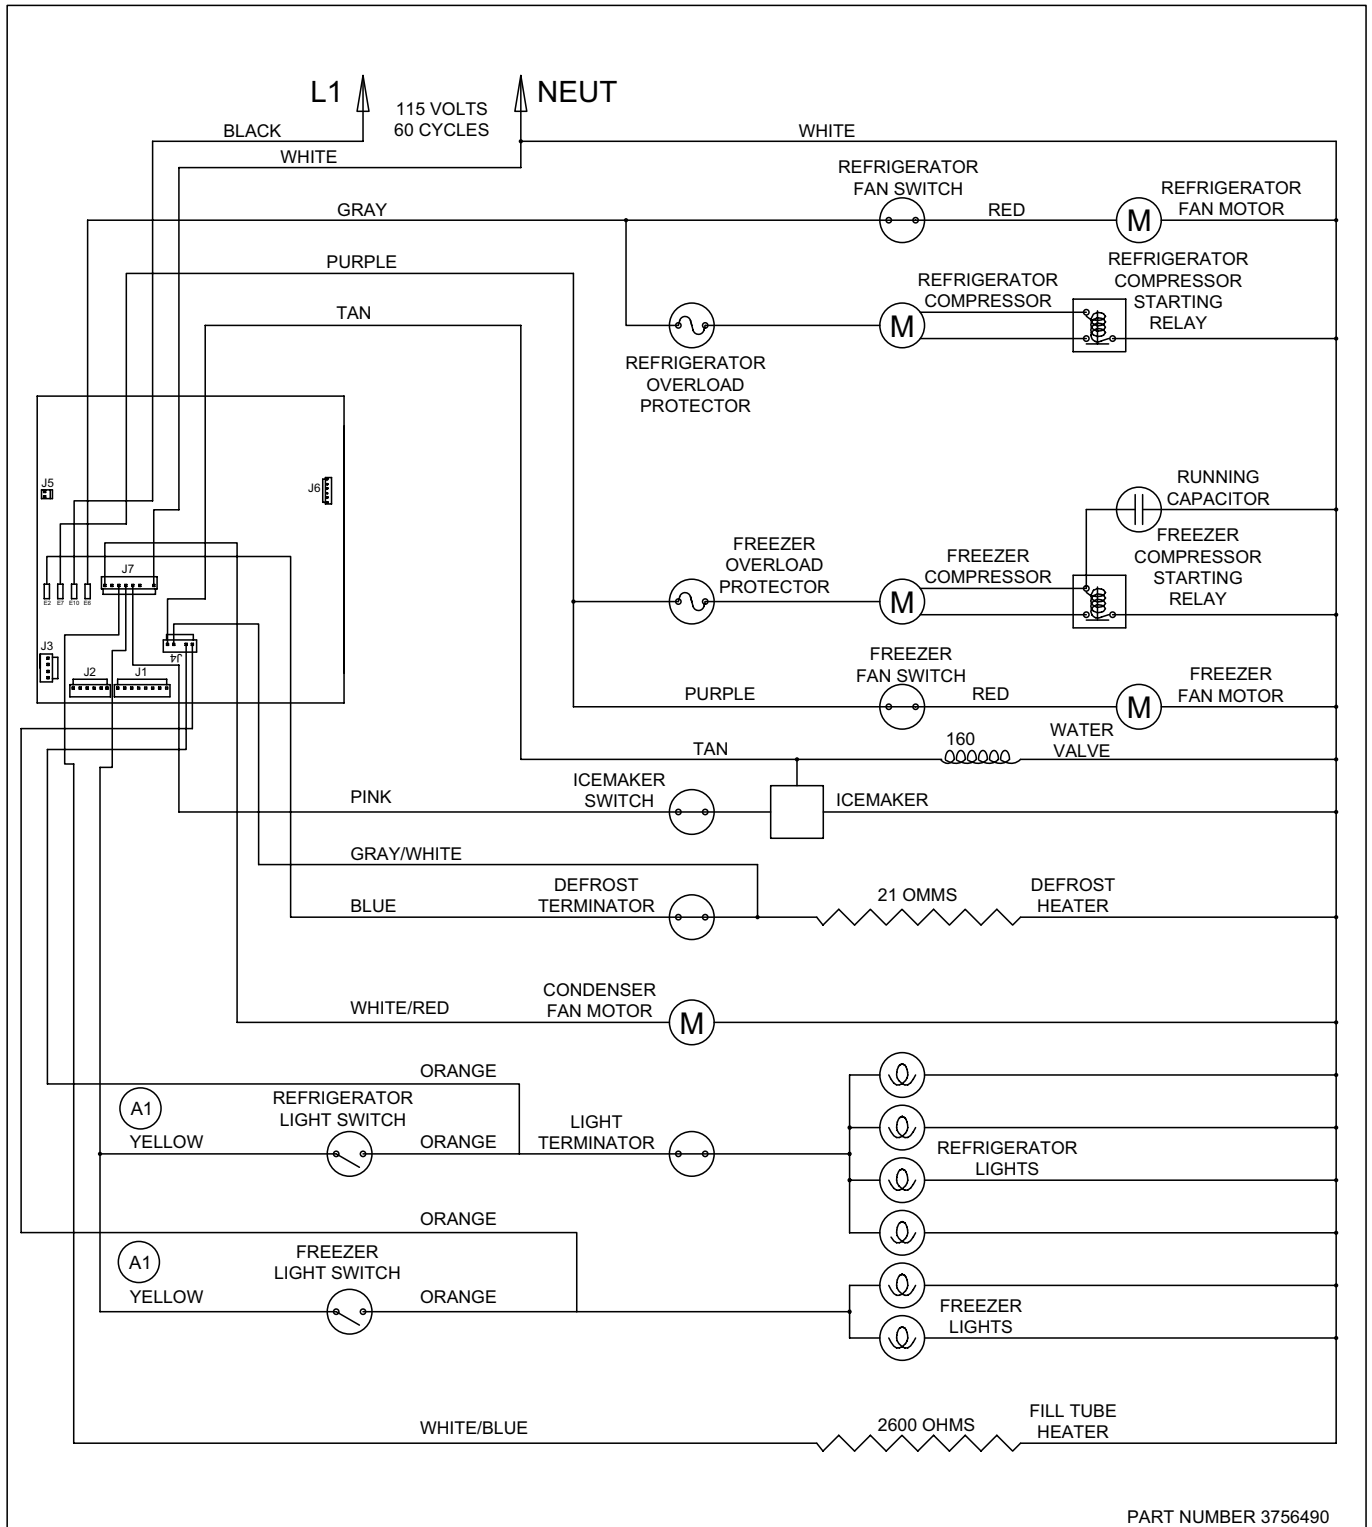 L1
115 VOLTS
60 CYCLES
NEUT
BLACK
WHITE
WHITE
REFRIGERATOR
FAN SWITCH
GRAY
RED
REFRIGERATOR
FAN MOTOR
M
PURPLE
REFRIGERATOR
COMPRESSOR
REFRIGERATOR
COMPRESSOR
STARTING
RELAY
TAN
M
REFRIGERATOR
OVERLOAD
PROTECTOR
J5
J6
RUNNING
CAPACITOR
FREEZER
OVERLOAD
PROTECTOR
FREEZER
COMPRESSOR
FREEZER
COMPRESSOR
STARTING
RELAY
M
J7
E2
E7
E10
E6
J3
J4
J2
J1
FREEZER
FAN SWITCH
PURPLE
RED
FREEZER
FAN MOTOR
M
TAN
160
WATER
VALVE
PINK
ICEMAKER
SWITCH
ICEMAKER
GRAY/WHITE
BLUE
DEFROST
TERMINATOR
21 OMMS
DEFROST
HEATER
WHITE/RED
CONDENSER
FAN MOTOR
M
ORANGE
A1
YELLOW
REFRIGERATOR
LIGHT SWITCH
ORANGE
LIGHT
TERMINATOR
REFRIGERATOR
LIGHTS
ORANGE
A1
YELLOW
FREEZER
LIGHT SWITCH
ORANGE
FREEZER
LIGHTS
WHITE/BLUE
2600 OHMS
FILL TUBE
HEATER
PART NUMBER 3756490